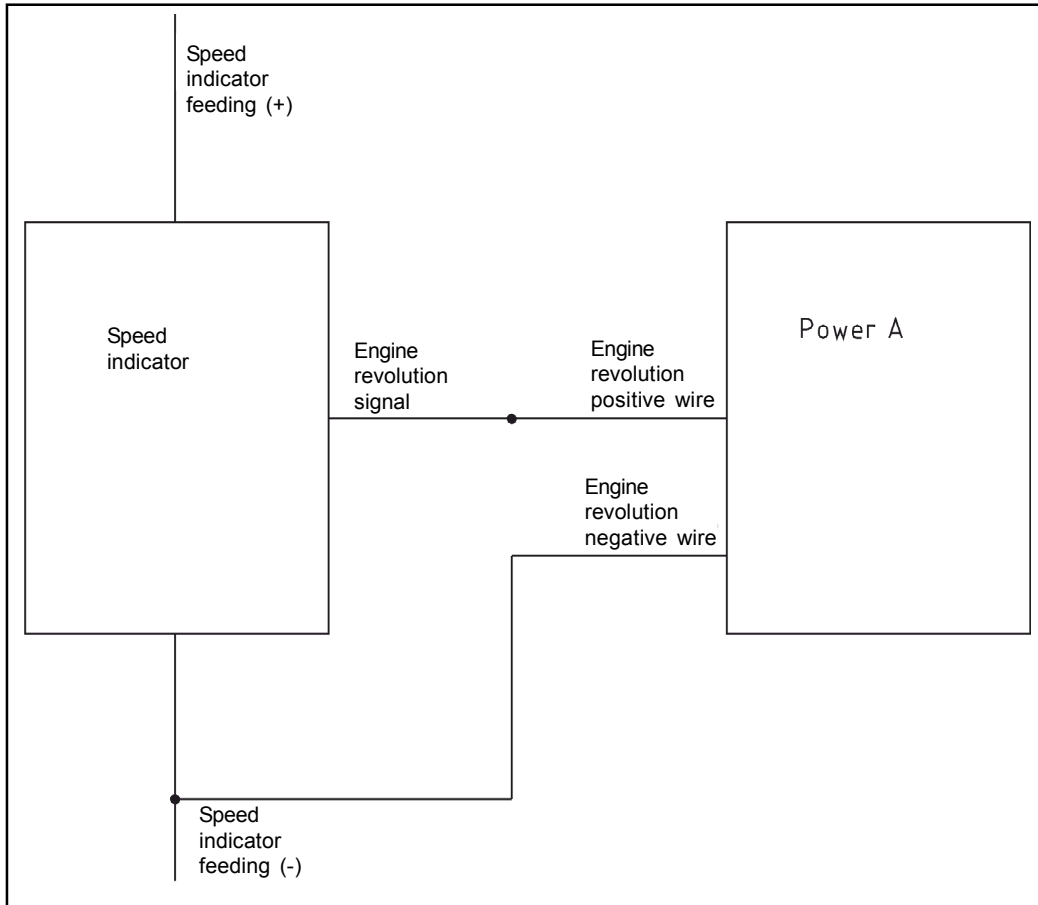 Speed
indicator
feeding (+)
Speed
indicator
Power A
Engine
revolution
signal
Engine
revolution
positive wire
Engine
revolution
negative wire
Speed
indicator
feeding (-)